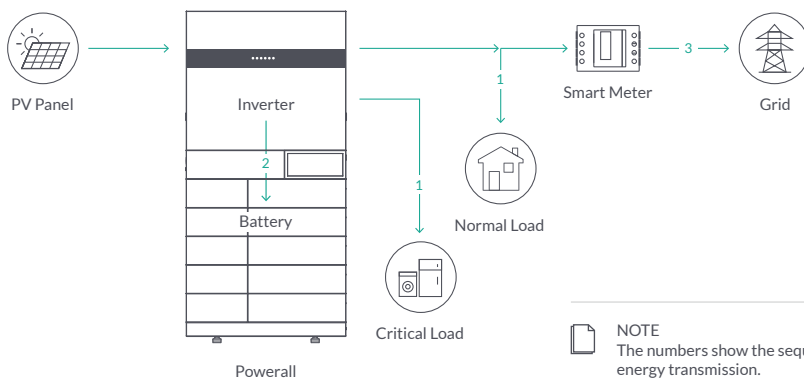 PV Panel
Inverter
2
Battery
Powerall
1
Critical Load
1
Normal Load
Smart Meter
3
Grid
NOTE
The numbers show the
energy transmission.